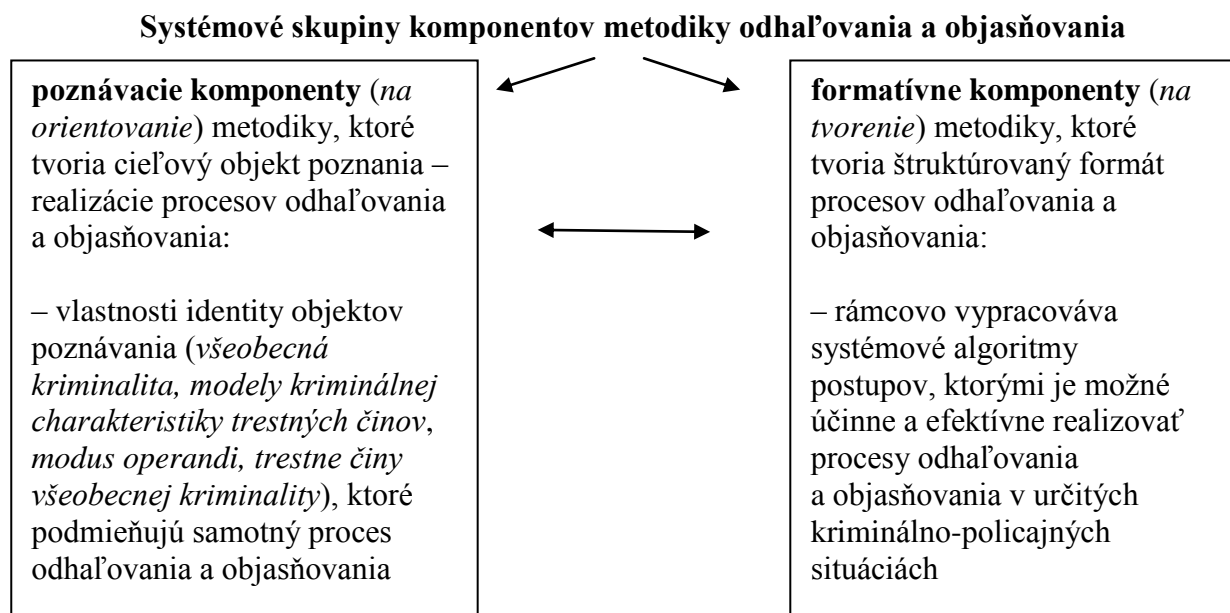 Systémové skupiny komponentov metodiky odhaľovania a objasňovania
poznávacie komponenty (na
orientovanie) metodiky, ktoré
tvoria cieľový objekt poznania –
realizácie procesov odhaľovania
a objasňovania:
– vlastnosti identity objektov
poznávania (všeobecná
kriminalita, modely kriminálnej
charakteristiky trestných činov,
modus operandi, trestne činy
všeobecnej kriminality), ktoré
podmieňujú samotný proces
odhaľovania a objasňovania
formatívne komponenty (na
tvorenie) metodiky, ktoré
tvoria štruktúrovaný formát
procesov odhaľovania a
objasňovania:
– rámcovo vypracováva
systémové algoritmy
postupov, ktorými je možné
účinne a efektívne realizovať
procesy odhaľovania
a objasňovania v určitých
kriminálno-policajných
situáciách